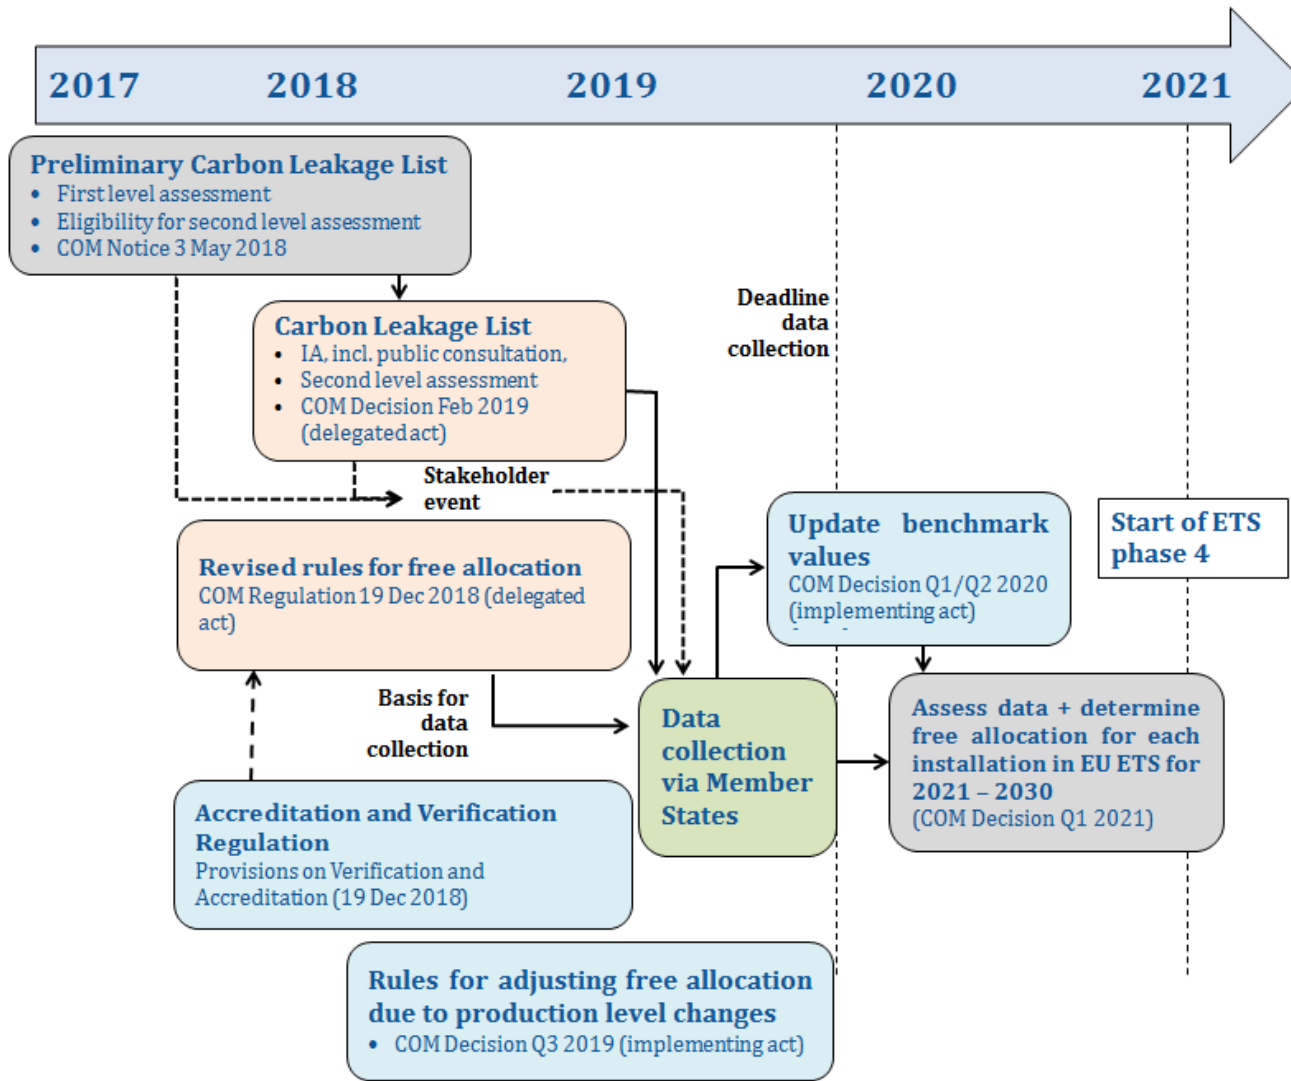 2017 2018 2019 2020 2021
Preliminary Carbon Leakage List
• First level assessment
• Eligibility for second level assessment
• COM Notice 3 May 2018
Deadline
data
collection
Carbon Leakage List
• IA, incl. public consultation,
• Second level assessment
• COM Decision Feb 2019
(delegated act)
Stakeholder
event
Update benchmark
values
COM Decision Q1/Q2 2020
(implementing act)
Start of ETS
phase 4
Revised rules for free allocation
COM Regulation 19 Dec 2018 (delegated
act)
Basis for
data
collection
Data
collection
via Member
States
Assess data + determine
free allocation for each
installation in EU ETS for
2021 – 2030
(COM Decision Q1 2021)
Accreditation and Verification
Regulation
Provisions on Verification and
Accreditation (19 Dec 2018)
Rules for adjusting free allocation
due to production level changes
• COM Decision Q3 2019 (implementing act)